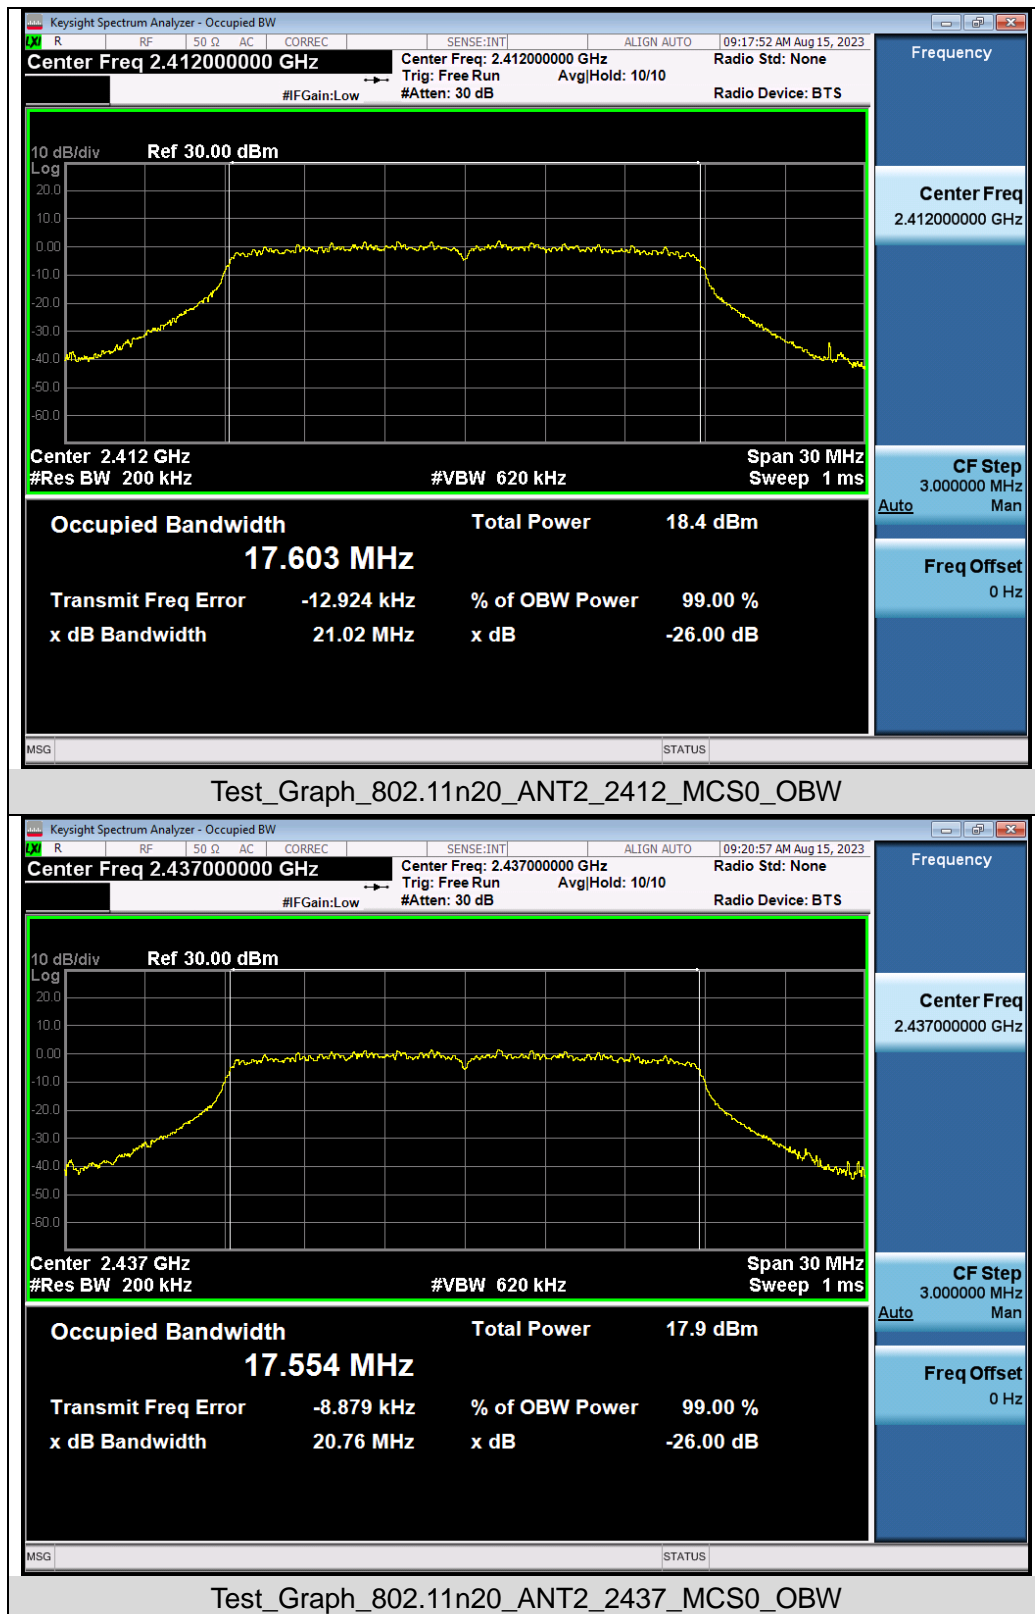 Keysight Spectrum Analyzer - Occupied BW
LXI R RF 50 Ω AC CORREC SENSE:INT ALIGN AUTO 09:17:52 AM Aug 15, 2023
Center Freq 2.412000000 GHz Center Freq: 2.412000000 GHz Radio Std: None
Trig: Free Run Avg|Hold: 10/10
#IFGain:Low #Atten: 30 dB Radio Device: BTS
10 dB/div Ref 30.00 dBm
Log
20.0
10.0
0.00
-10.0
-20.0
-30.0
-40.0
-50.0
-60.0
Center 2.412 GHz Span 30 MHz
#Res BW 200 kHz #VBW 620 kHz Sweep 1 ms
Occupied Bandwidth Total Power 18.4 dBm
17.603 MHz
Transmit Freq Error -12.924 kHz % of OBW Power 99.00 %
x dB Bandwidth 21.02 MHz x dB -26.00 dB
MSG STATUS
Frequency
Center Freq
2.412000000 GHz
CF Step
3.000000 MHz
Auto Man
Freq Offset
0 Hz
Test_Graph_802.11n20_ANT2_2412_MCS0_OBW
Keysight Spectrum Analyzer - Occupied BW
LXI R RF 50 Ω AC CORREC SENSE:INT ALIGN AUTO 09:20:57 AM Aug 15, 2023
Center Freq 2.437000000 GHz Center Freq: 2.437000000 GHz Radio Std: None
Trig: Free Run Avg|Hold: 10/10
#IFGain:Low #Atten: 30 dB Radio Device: BTS
10 dB/div Ref 30.00 dBm
Log
20.0
10.0
0.00
-10.0
-20.0
-30.0
-40.0
-50.0
-60.0
Center 2.437 GHz Span 30 MHz
#Res BW 200 kHz #VBW 620 kHz Sweep 1 ms
Occupied Bandwidth Total Power 17.9 dBm
17.554 MHz
Transmit Freq Error -8.879 kHz % of OBW Power 99.00 %
x dB Bandwidth 20.76 MHz x dB -26.00 dB
MSG STATUS
Frequency
Center Freq
2.437000000 GHz
CF Step
3.000000 MHz
Auto Man
Freq Offset
0 Hz
Test_Graph_802.11n20_ANT2_2437_MCS0_OBW